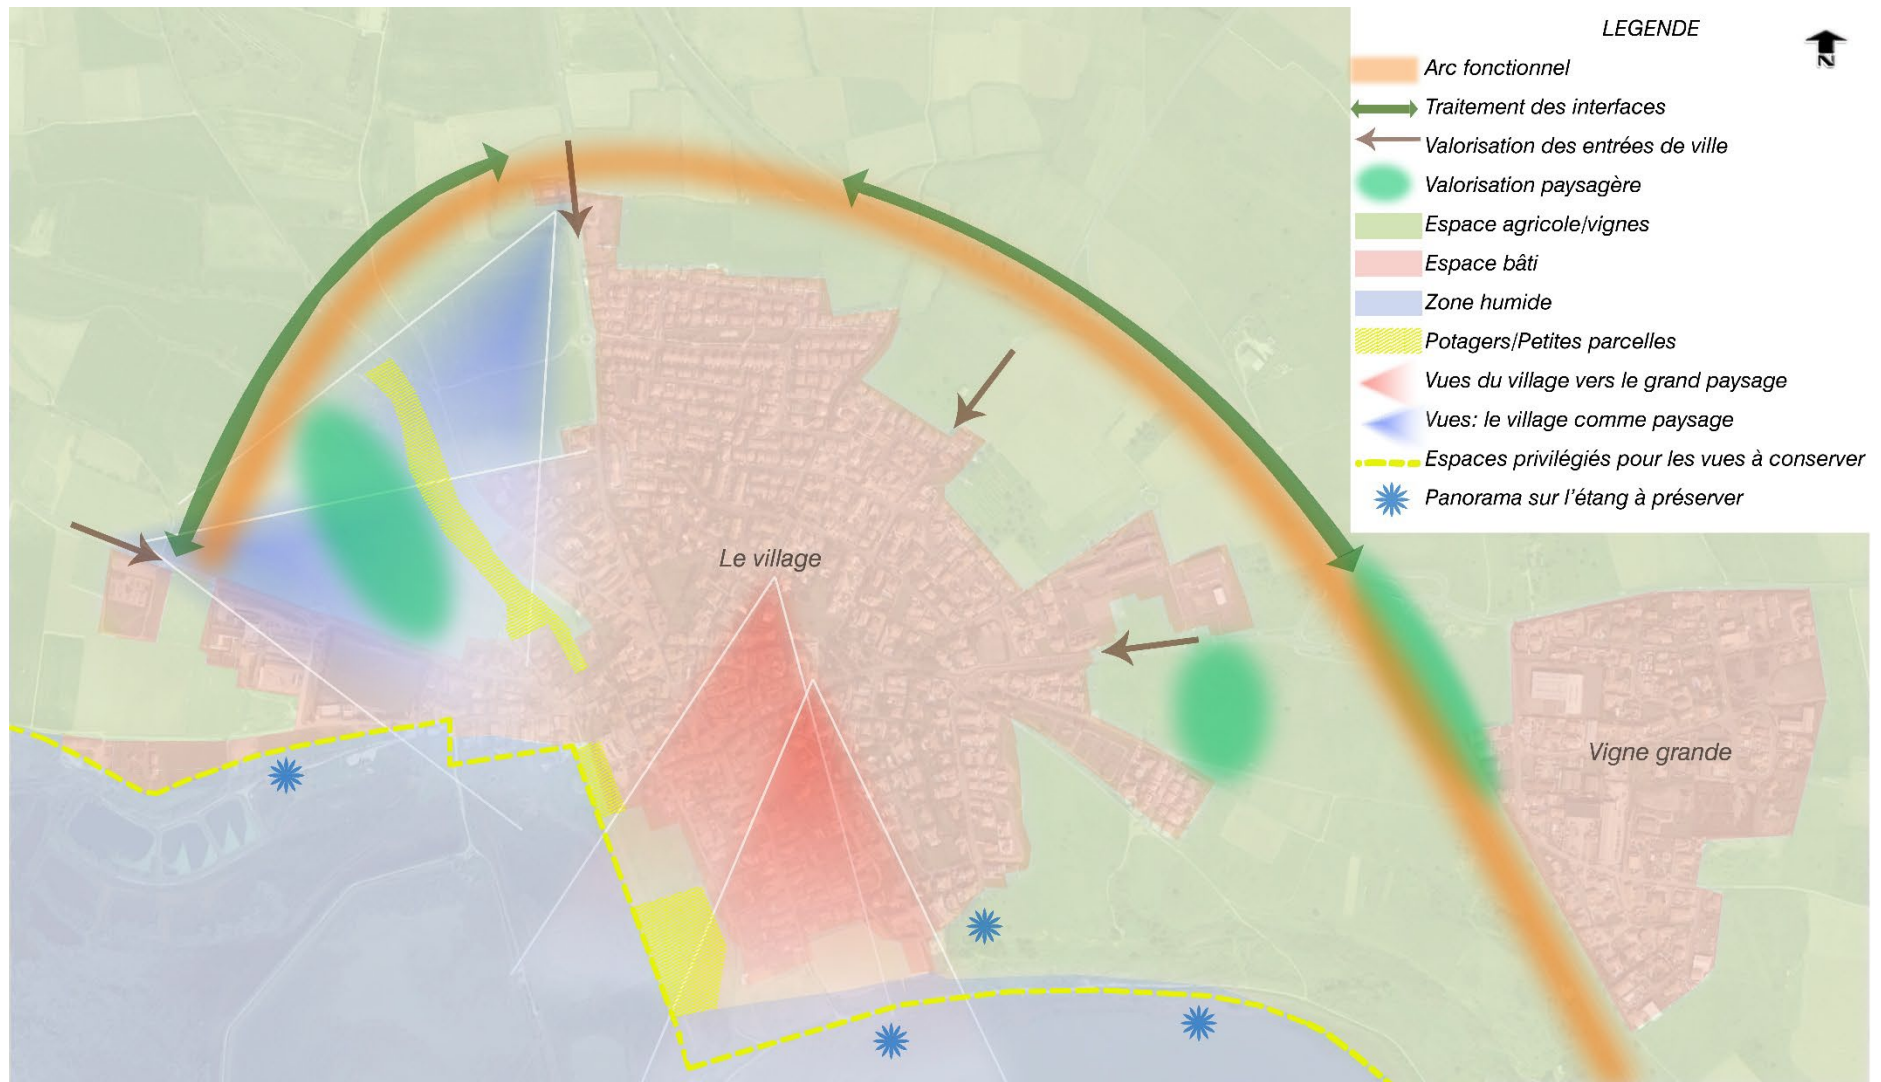 LEGENDE
N
Arc fonctionnel
Traitement des interfaces
Valorisation des entrées de ville
Valorisation paysagère
Espace agricole/vignes
Espace bâti
Zone humide
Potagers/Petites parcelles
Vues du village vers le grand paysage
Vues: le village comme paysage
Espaces privilégiés pour les vues à conserver
Panorama sur l'étang à préserver
Le village
Vigne grande